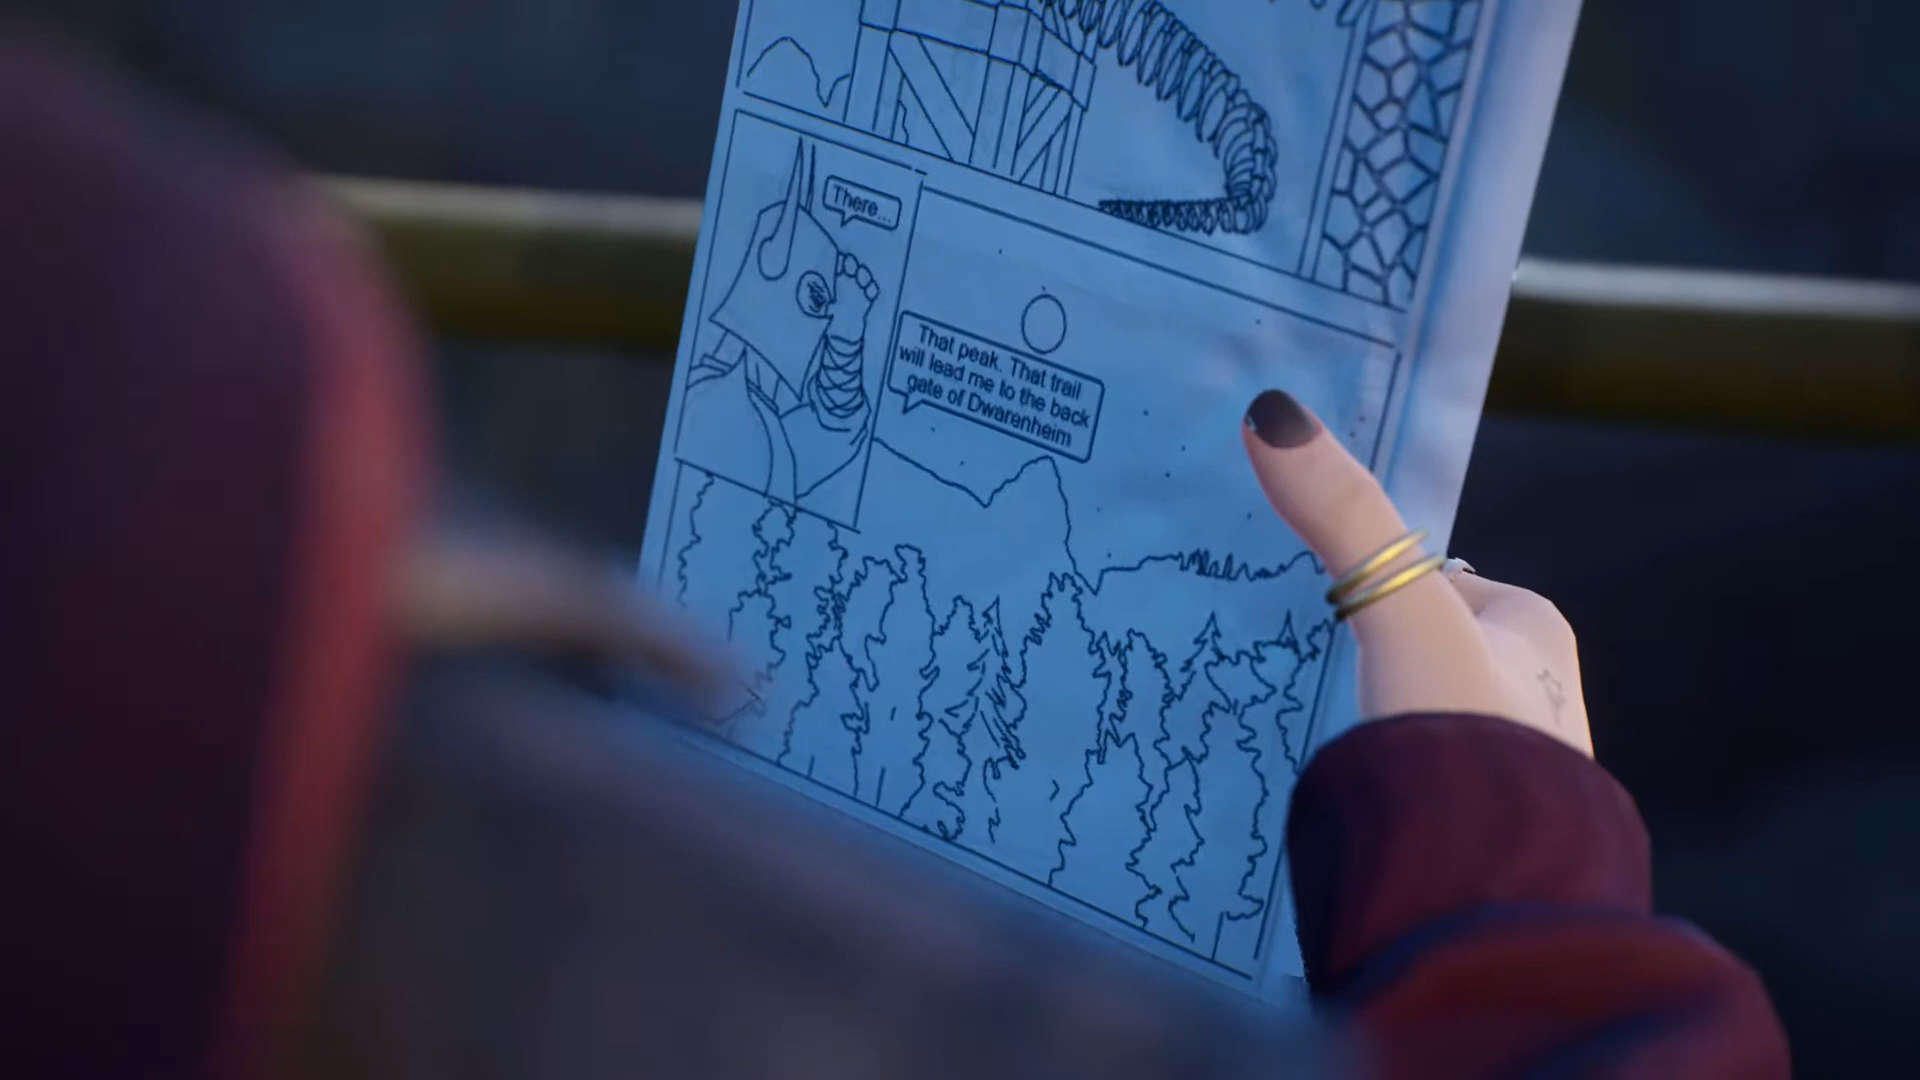 There...
That peak. That trail
will lead me to the back
gate of Dwarenheim